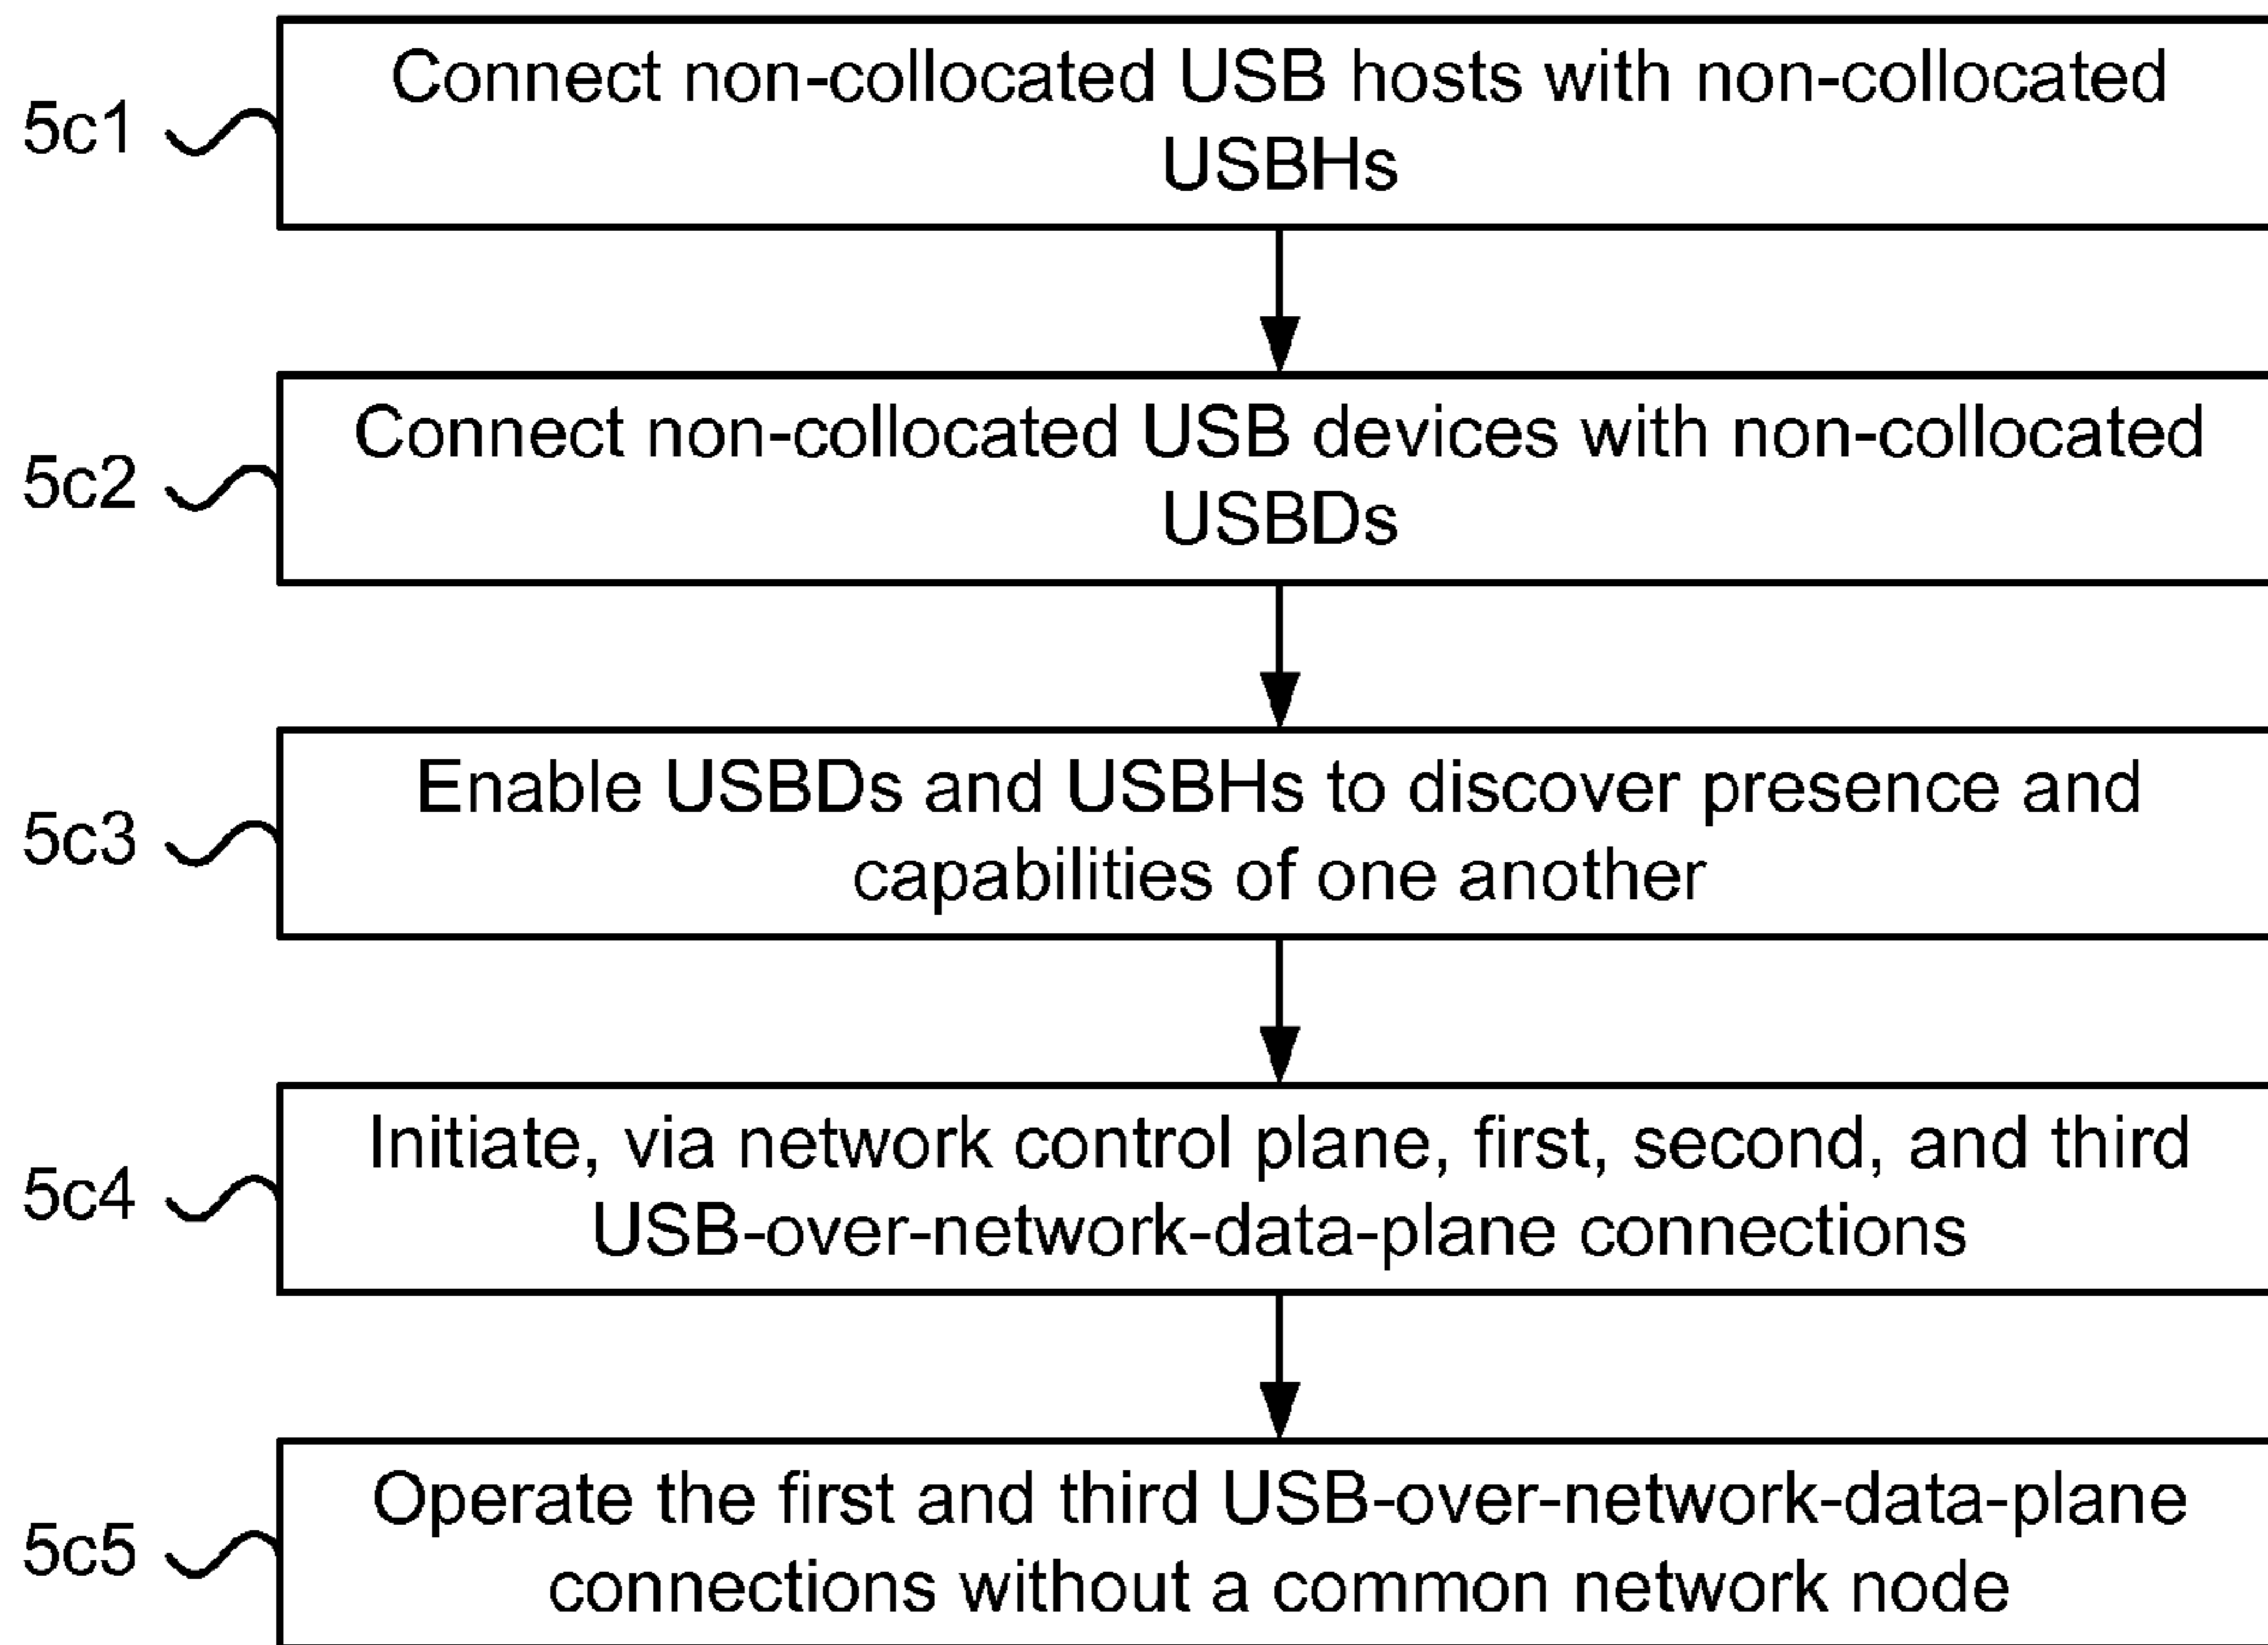 5c1
Connect non-collocated USB hosts with non-collocated
USBHs
5c2
Connect non-collocated USB devices with non-collocated
USBDs
5c3
Enable USBDs and USBHs to discover presence and
capabilities of one another
5c4
Initiate, via network control plane, first, second, and third
USB-over-network-data-plane connections
5c5
Operate the first and third USB-over-network-data-plane
connections without a common network node